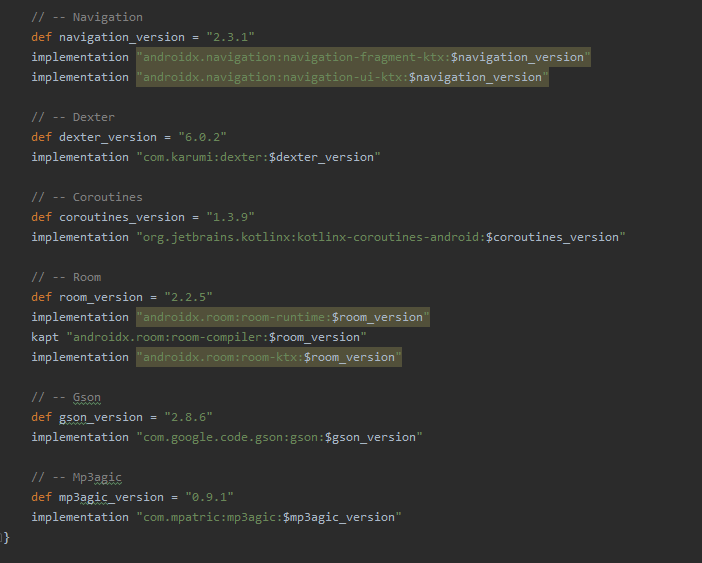 // -- Navigation
def navigation_version = "2.3.1"
implementation "androidx.navigation:navigation-fragment-ktx:$navigation_version"
implementation "androidx.navigation:navigation-ui-ktx:$navigation_version"
// -- Dexter
def dexter_version = "6.0.2"
implementation "com.karumi:dexter:$dexter_version"
// -- Coroutines
def coroutines_version = "1.3.9"
implementation "org.jetbrains.kotlinx:kotlinx-coroutines-android:$coroutines_version"
// -- Room
def room_version = "2.2.5"
implementation "androidx.room:room-runtime:$room_version"
kapt "androidx.room:room-compiler:$room_version"
implementation "androidx.room:room-ktx:$room_version"
// -- Gson
def gson_version = "2.8.6"
implementation "com.google.code.gson:gson:$gson_version"
// -- Mp3agic
def mp3agic_version = "0.9.1"
implementation "com.mpatric:mp3agic:$mp3agic_version"
}